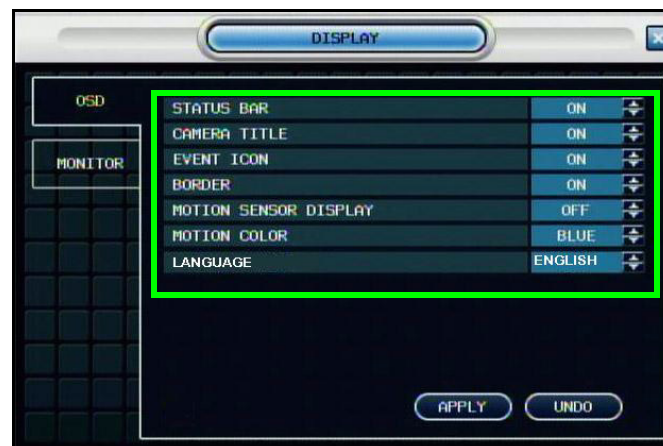 DISPLAY
OSD
MONITOR
STATUS BAR ON
CAMERA TITLE ON
EVENT ICON ON
BORDER ON
MOTION SENSOR DISPLAY OFF
MOTION COLOR BLUE
LANGUAGE ENGLISH
APPLY UNDO